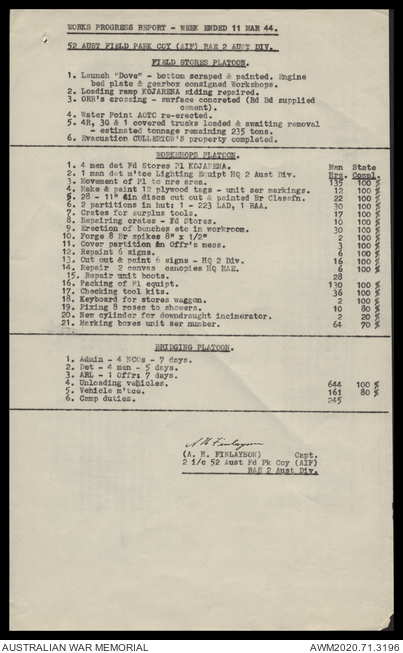 WORKS PROGRESS REPORT - WEEK ENDED 11 MAR 44.
52 AUST FIELD PARK COY (AIF) RAE 2 AUST DIV.
FIELD STORES PLATOON.
1. Launch "Dove" - bottom scraped & painted. Engine
bed plate & gearbox consigned Workshops.
2. Loading ramp KOJARENA siding repaired.
3. ORR's crossing - surface concreted (Rd Bd supplied
cement).
4. Water Point AOTC re-erected.
5. 4R, 3G & 1 covered trucks loaded & awaiting removal
- estimated tonnage remaining 235 tons.
6. Evacuation CULLERTON'S property completed.
WORKSHOPS PLATOON. Man State
Hrs. Compl.
1. 4 men det Fd Stores Pl KOJARENA.
2. 1 men det m'tce Lighting Equipt HQ 2 Aust Div.
3. Movement of Pl to nre area. 135 100 %
4. Make & paint 12 plywood tags - unit ser markings. 12 100 %
5. 28 - 11" din discs cut out & painted Br Classfn. 22 100 %
6. 2 partitions in hut: 1 - 223 LAD, 1 RAA. 30 100 %
7. Crates for surplus tools. 17 100 %
8. Repairing crates - Fd Stores. 10 100 %
9. Erection of benches etc in workroom. 30 100 %
10. Forge 8 Br spikes 8" x 1/2" 2 100 %
11. Cover partition in Offr's mess. 3 100 %
12. Repaint 6 signs. 6 100 %
13. Cut out & paint 6 signs - HQ 2 Div. 16 100 %
14. Repair 2 canvas canopies HQ RAE. 6 100 %
15. Repair unit boots. 28
16. Packing of Pl equipt. 130 100 %
17. Checking tool kits. 36 100 %
18. Keyboard for stores waggon. 2 100 %
19. Fixing 8 roses to showers. 10 80 %
20. New cylinder for downdraught incinerator. 2 20 %
21. Marking boxes unit ser number. 64 70 %
BRIDGING PLATOON.
1. Admin - 4 NCOs - 7 days.
2. Det - 4 men - 5 days.
3. ARL - 1 Offr: 7 days.
4. Unloading vehicles. 644 100 %
5. Vehicle m'tce. 161 80 %
6. Camp duties. 245
A H Finlayson
(A. H. FINLAYSON) Capt.
2 i/c 52 Aust Fd Pk Coy (AIF)
RAE 2 Aust Div.
AUSTRALIAN WAR MEMORIAL AWM2020.71.3196